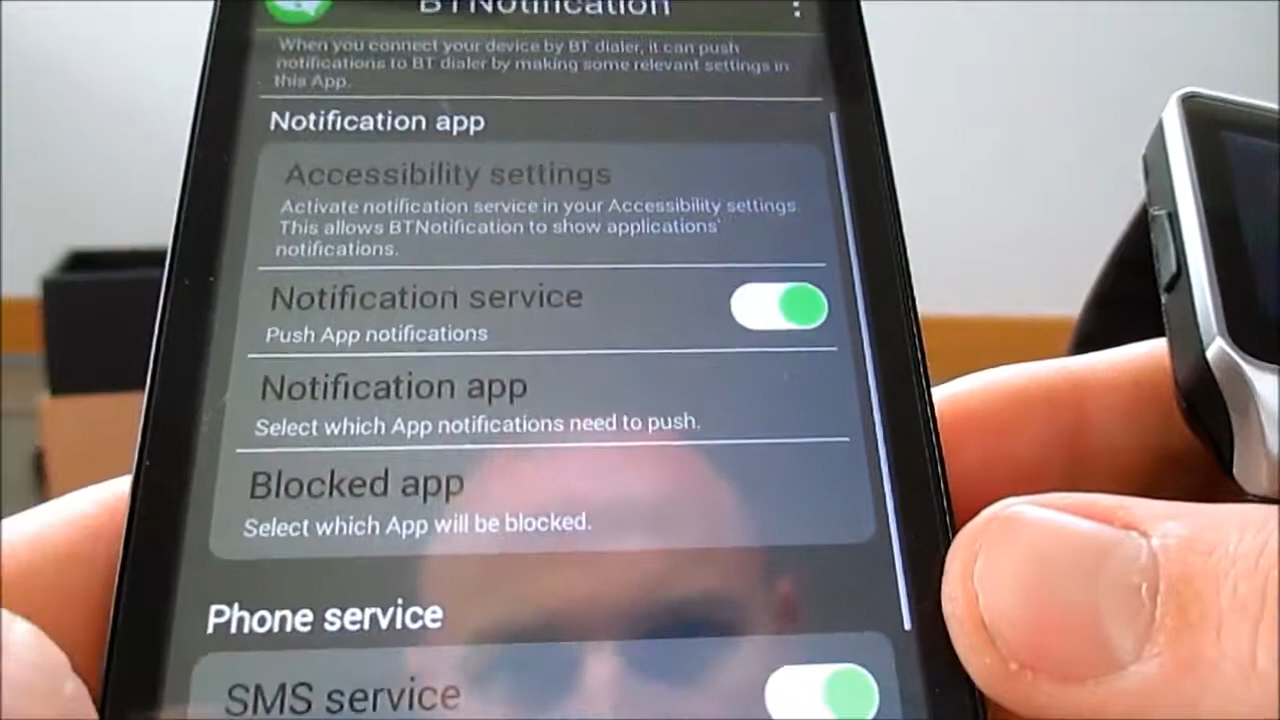 BTNotification
When you connect your device by BT dialer, it can push
notifications to BT dialer by making some relevant settings in
this App.
Notification app
Accessibility settings
Activate notification service in your Accessibility settings.
This allows BTNotification to show applications'
notifications.
Notification service
Push App notifications
Notification app
Select which App notifications need to push.
Blocked app
Select which App will be blocked.
Phone service
SMS service